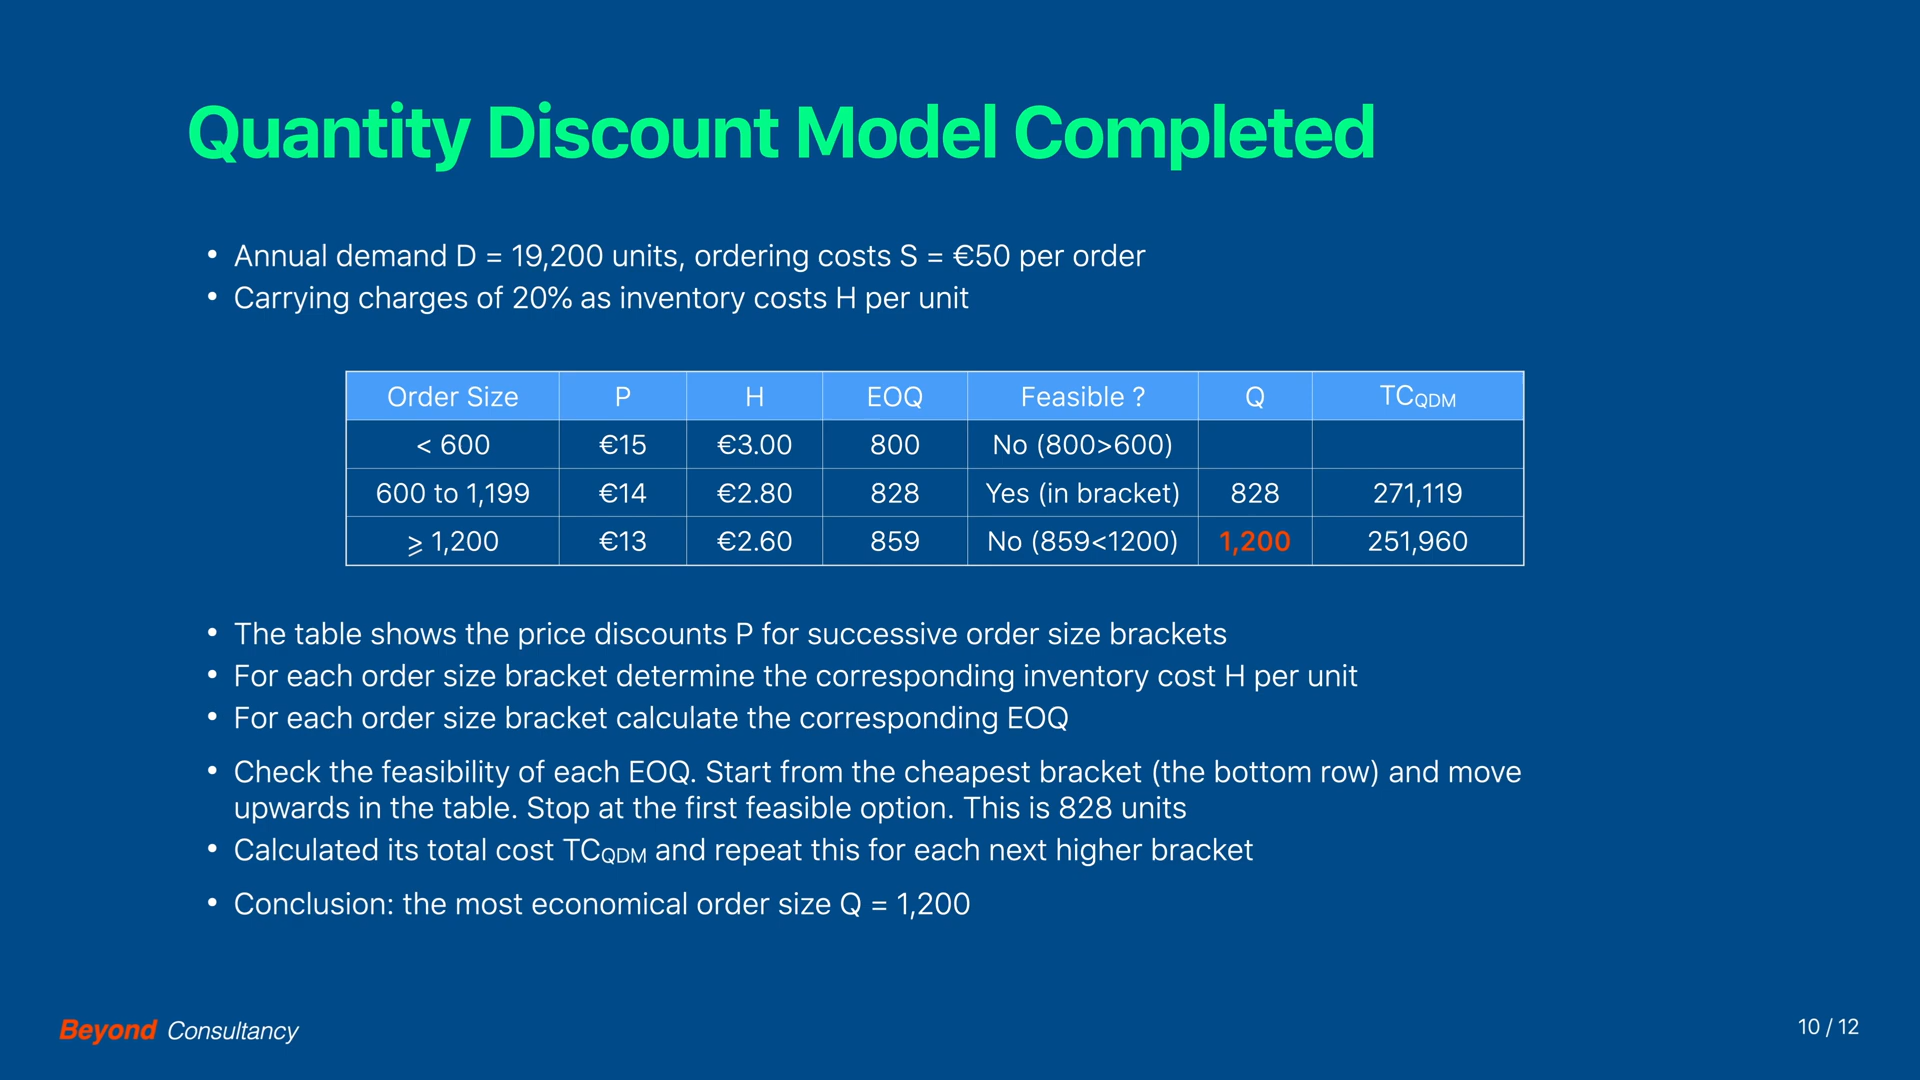 Quantity Discount Model Completed
• Annual demand D = 19,200 units, ordering costs S = €50 per order
• Carrying charges of 20% as inventory costs H per unit
Order Size P H EOQ Feasible ? Q TCQDM
< 600 €15 €3.00 800 No (800>600)
600 to 1,199 €14 €2.80 828 Yes (in bracket) 828 271,119
⩾ 1,200 €13 €2.60 859 No (859<1200) 1,200 251,960
• The table shows the price discounts P for successive order size brackets
• For each order size bracket determine the corresponding inventory cost H per unit
• For each order size bracket calculate the corresponding EOQ
• Check the feasibility of each EOQ. Start from the cheapest bracket (the bottom row) and move
upwards in the table. Stop at the first feasible option. This is 828 units
• Calculated its total cost TCQDM and repeat this for each next higher bracket
• Conclusion: the most economical order size Q = 1,200
Beyond Consultancy
10 / 12